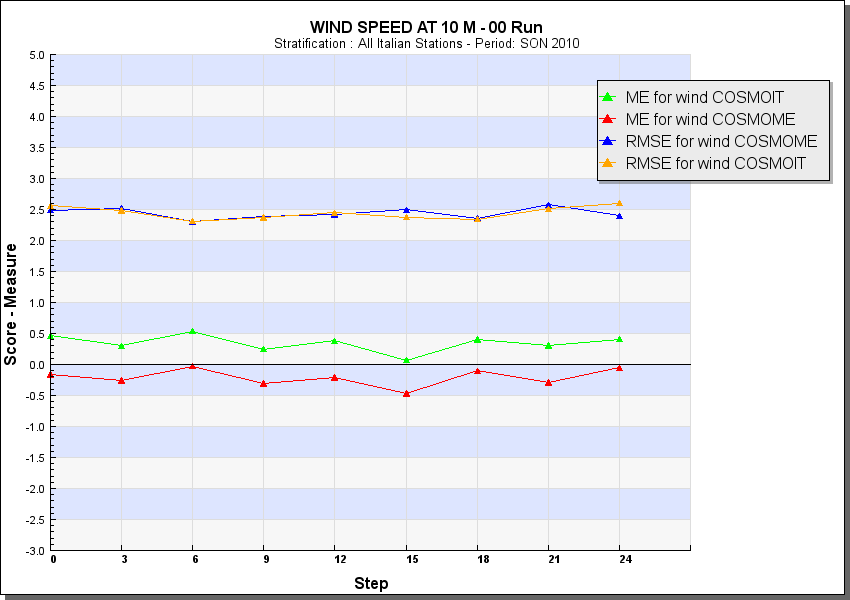 WIND SPEED AT 10 M - 00 Run
Stratification : All Italian Stations - Period: SON 2010
ME for wind COSMOIT
ME for wind COSMOME
RMSE for wind COSMOME
RMSE for wind COSMOIT
Score - Measure
5.0
4.5
4.0
3.5
3.0
2.5
2.0
1.5
1.0
0.5
0.0
-0.5
-1.0
-1.5
-2.0
-2.5
-3.0
0 3 6 9 12 15 18 21 24
Step